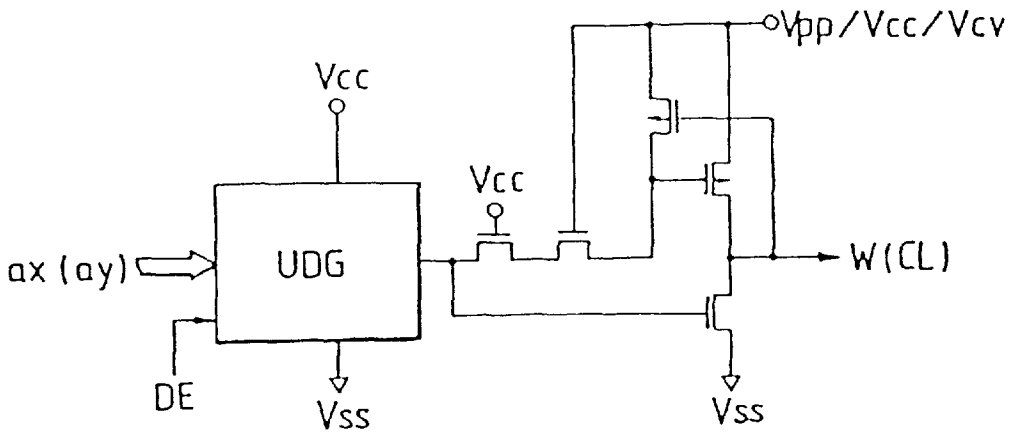 Vpp/Vcc/Vcv
Vcc
Vcc
ax (ay)
UDG
W(CL)
DE
Vss
Vss